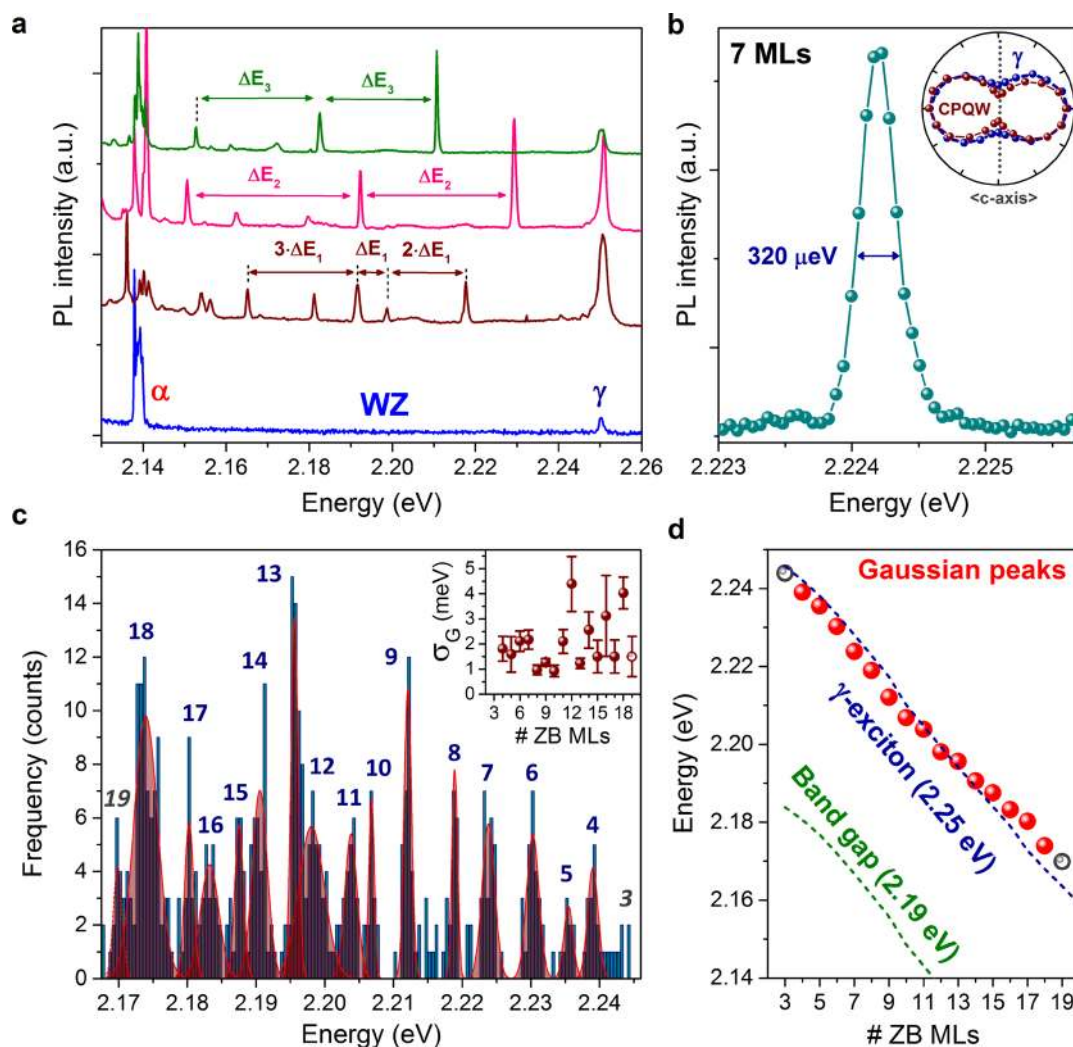 a
PL intensity (a.u.)
ΔE3
ΔE3
ΔE2
ΔE2
3·ΔE1
ΔE1
2·ΔE1
α
WZ
γ
2.14
2.16
2.18
2.20
2.22
2.24
2.26
Energy (eV)
b
PL intensity (a.u.)
7 MLs
γ
CPQW
<c-axis>
320 μeV
2.223
2.224
2.225
Energy (eV)
c
Frequency (counts)
16
14
12
10
8
6
4
2
0
19
18
17
16
15
14
13
12
11
10
9
8
7
6
5
4
3
σG (meV)
5
4
3
2
1
0
3
6
9
12
15
18
# ZB MLs
2.17
2.18
2.19
2.20
2.21
2.22
2.23
2.24
Energy (eV)
d
Energy (eV)
2.24
2.22
2.20
2.18
2.16
2.14
Gaussian peaks
γ-exciton (2.25 eV)
Band gap (2.19 eV)
3
5
7
9
11
13
15
17
19
# ZB MLs